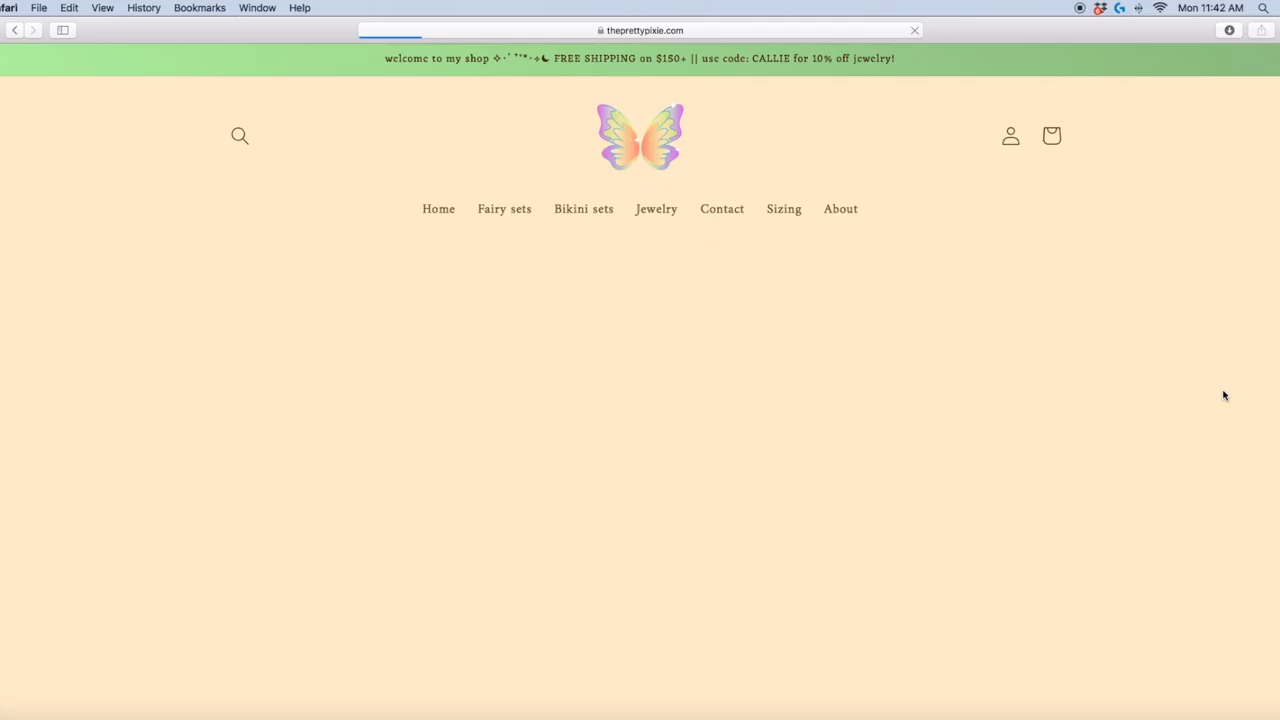 fari File Edit View History Bookmarks Window Help Mon 11:42 AM
theprettypixie.com
welcome to my shop ✧･ﾟ*°*･✧☾ FREE SHIPPING on $150+ || use code: CALLIE for 10% off jewelry!
Home Fairy sets Bikini sets Jewelry Contact Sizing About